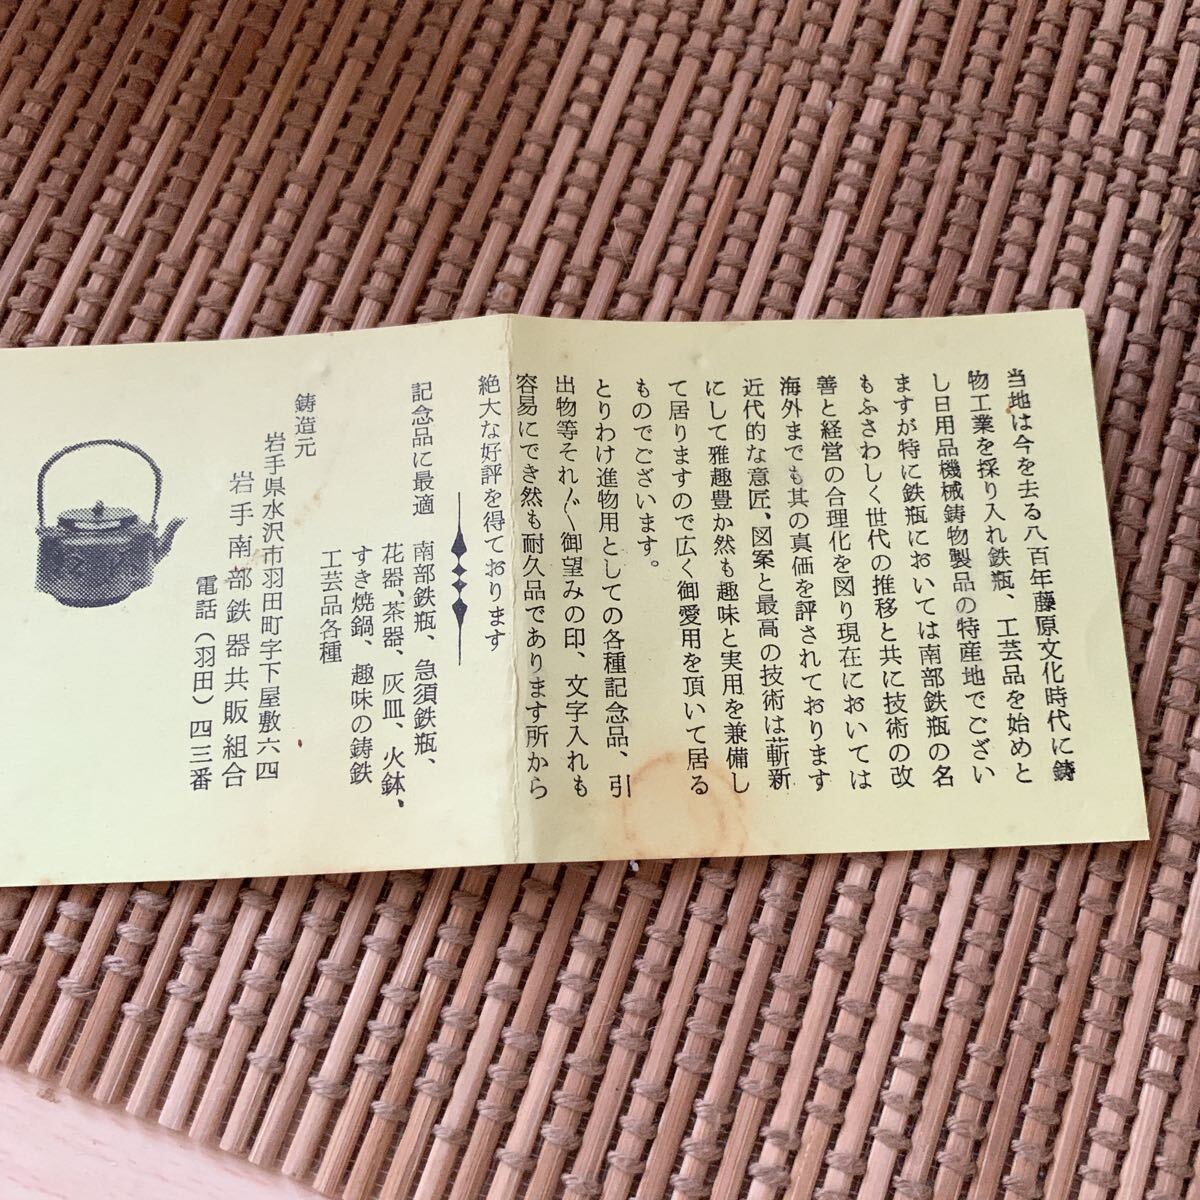 当地は今を去る八百年藤原文化時代に鋳
物工業を採り入れ鉄瓶、工芸品を始めと
し日用品機械鋳物製品の特産地でござい
ますが特に鉄瓶においては南部鉄瓶の名
もふさわしく世代の推移と共に技術の改
善と経営の合理化を図り現在においては
海外までも其の真価を評されております
近代的な意匠、図案と最高の技術は蕲新
にして雅趣豊か然も趣味と実用を兼備し
て居りますので広く御愛用を頂いて居る
ものでございます。
とりわけ進物用としての各種記念品、引
出物等それ〲御望みの印、文字入れも
容易にでき然も耐久品であります所から
絶大な好評を得ております
記念品に最適 南部鉄瓶、急須鉄瓶、
花器、茶器、灰皿、火鉢、
すき焼鍋、趣味の鋳鉄
工芸品各種
鋳造元
岩手県水沢市羽田町字下屋敷六四
岩手南部鉄器共販組合
電話（羽田）四三番